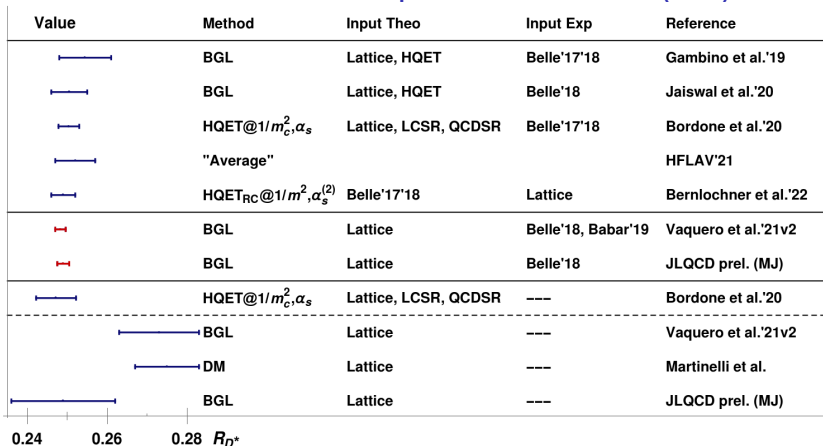 Value Method Input Theo Input Exp Reference
BGL Lattice, HQET Belle'17'18 Gambino et al.'19
BGL Lattice, HQET Belle'18 Jaiswal et al.'20
HQET@1/m_c^2,α_s Lattice, LCSR, QCDSR Belle'17'18 Bordone et al.'20
"Average" HFLAV'21
HQET_RC@1/m^2,α_s^(2) Belle'17'18 Lattice Bernlochner et al.'22
BGL Lattice Belle'18, Babar'19 Vaquero et al.'21v2
BGL Lattice Belle'18 JLQCD prel. (MJ)
HQET@1/m_c^2,α_s Lattice, LCSR, QCDSR --- Bordone et al.'20
BGL Lattice --- Vaquero et al.'21v2
DM Lattice --- Martinelli et al.
BGL Lattice --- JLQCD prel. (MJ)
0.24 0.26 0.28 R_D*